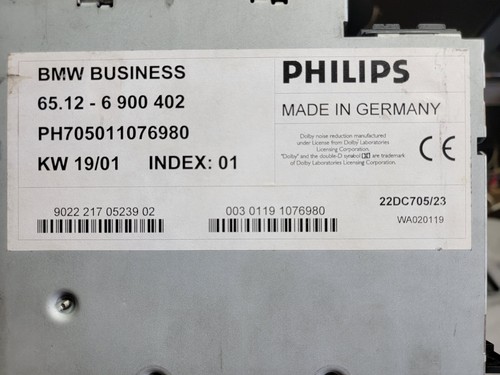 BMW BUSINESS
65.12 - 6 900 402
PH705011076980
KW 19/01 INDEX: 01
PHILIPS
MADE IN GERMANY
Dolby noise reduction manufactured
under License from Dolby Laboratories
Licensing Corporation.
"Dolby" and the double-D symbol are trademark
of Dolby Laboratories Licensing Corporation.
CE
9022 217 05239 02
003 0119 1076980
22DC705/23
WA020119